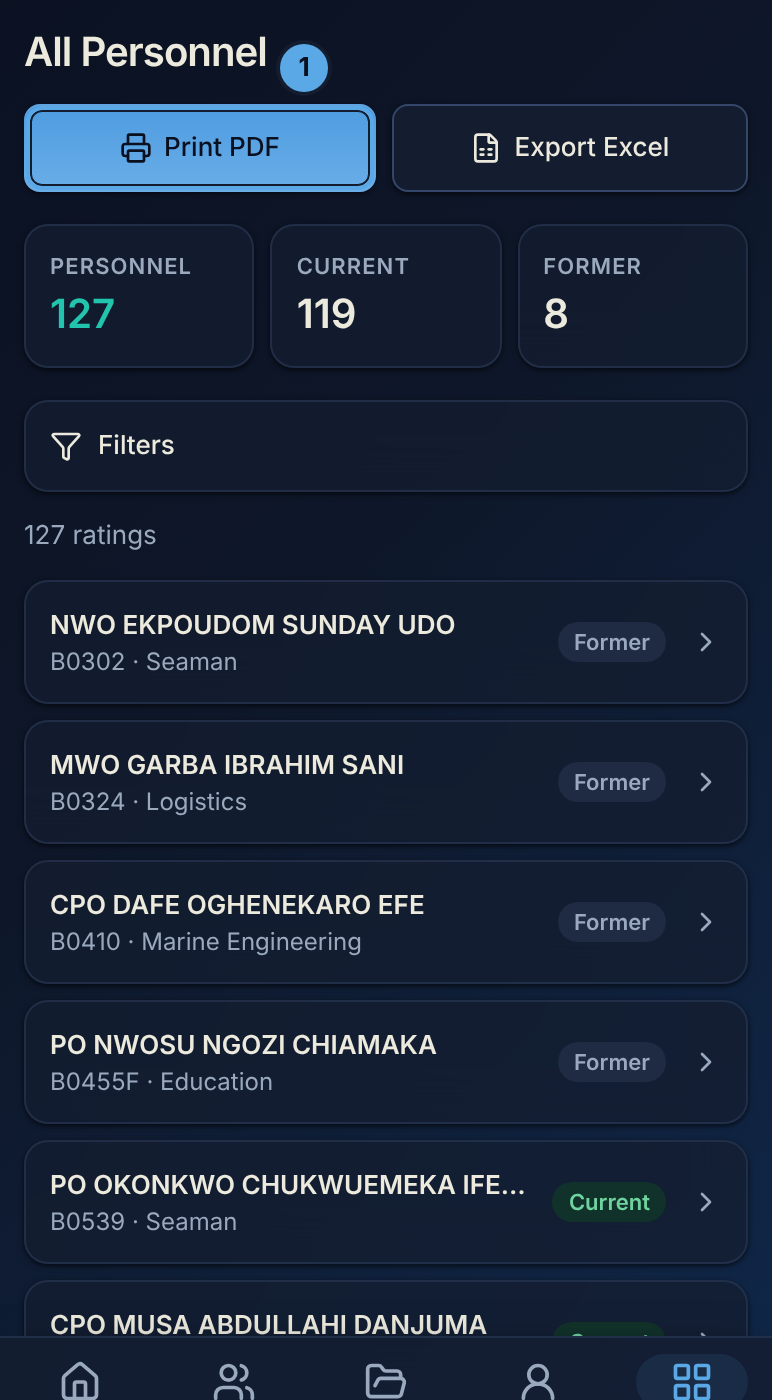 All Personnel
1
Print PDF
Export Excel
PERSONNEL
127
CURRENT
119
FORMER
8
Filters
127 ratings
NWO EKPOUDOM SUNDAY UDO
B0302 · Seaman
Former
MWO GARBA IBRAHIM SANI
B0324 · Logistics
Former
CPO DAFE OGHENEKARO EFE
B0410 · Marine Engineering
Former
PO NWOSU NGOZI CHIAMAKA
B0455F · Education
Former
PO OKONKWO CHUKWUEMEKA IFE...
B0539 · Seaman
Current
CPO MUSA ABDULLAHI DANJUMA